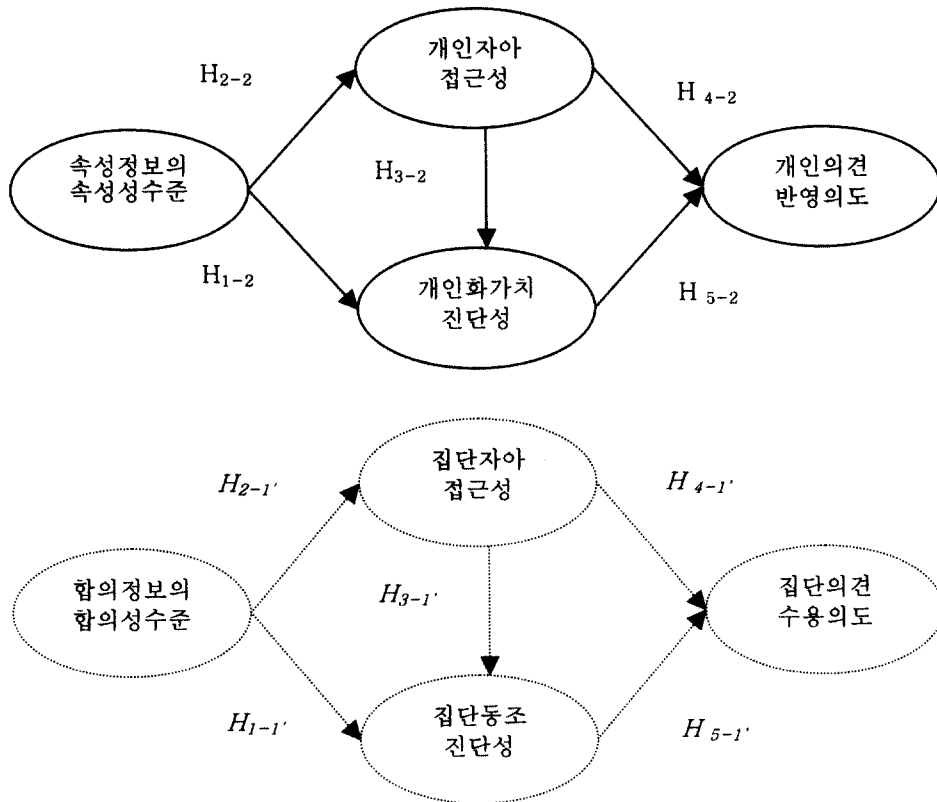 개인자아
접근성
H2-2
H 4-2
속성정보의
속성성수준
H3-2
개인의견
반영의도
H1-2
개인화가치
진단성
H 5-2
집단자아
접근성
H2-1'
H 4-1'
합의정보의
합의성수준
H3-1'
집단의견
수용의도
H1-1'
집단동조
진단성
H 5-1'